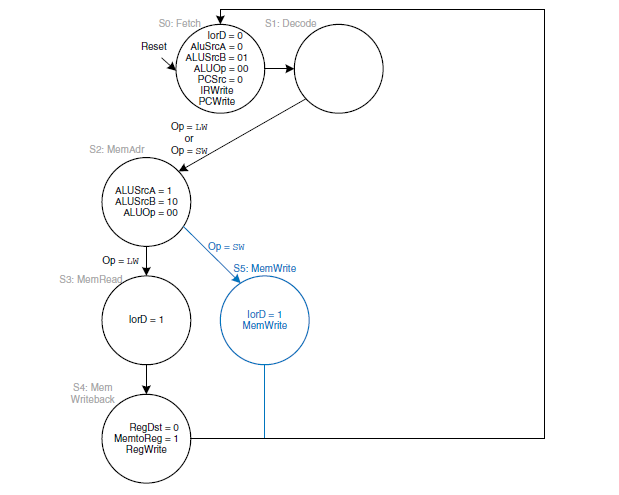 S0: Fetch
S1: Decode
Reset
IorD = 0
AluSrcA = 0
ALUSrcB = 01
ALUOp = 00
PCSrc = 0
IRWrite
PCWrite
Op = LW
or
Op = SW
S2: MemAdr
ALUSrcA = 1
ALUSrcB = 10
ALUOp = 00
Op = SW
Op = LW
S5: MemWrite
S3: MemRead
IorD = 1
IorD = 1
MemWrite
S4: Mem
Writeback
RegDst = 0
MemtoReg = 1
RegWrite